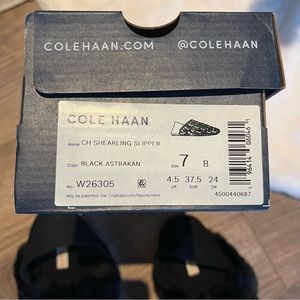 COLEHAAN.COM @COLEHAAN
COLE HAAN
Name CH SHEARLING SLIPPER
Color BLACK ASTRAKAN
No W26305
Size 7 B
4.5 37.5 24
UK EUR CM
May be patented. Pat. ColeHaan.com/Patents.html
4500440687